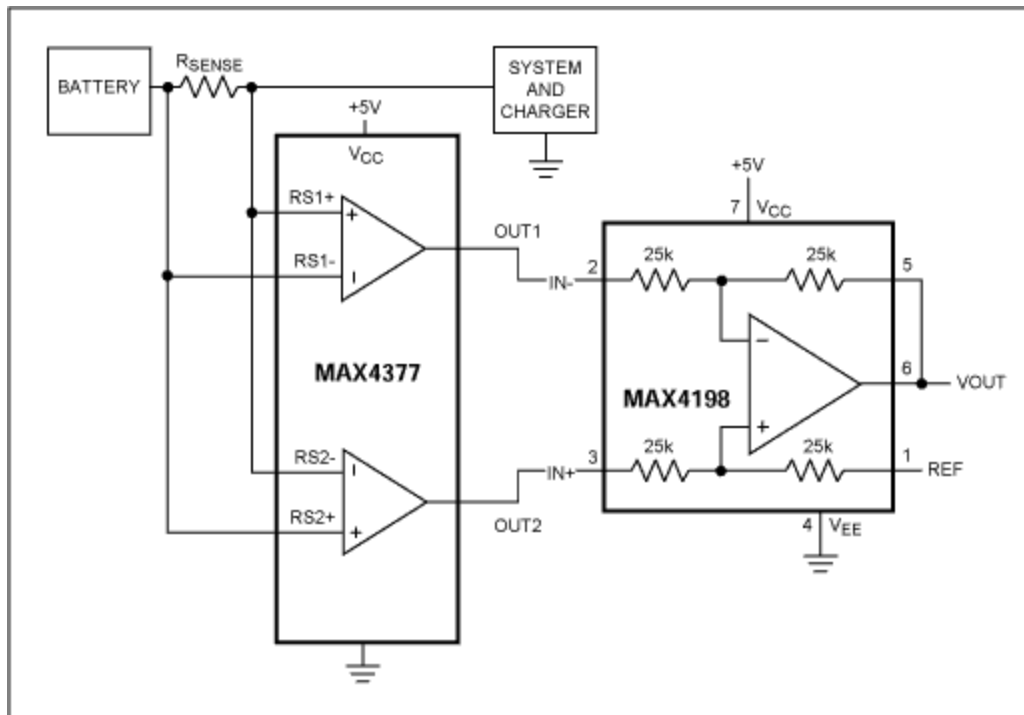 BATTERY
RSENSE
SYSTEM
AND
CHARGER
+5V
VCC
RS1+
+
RS1-
-
OUT1
MAX4377
RS2-
-
RS2+
+
OUT2
+5V
7 VCC
25k
25k
2
IN-
5
-
MAX4198
6
VOUT
+
25k
25k
3
IN+
1
REF
4 VEE